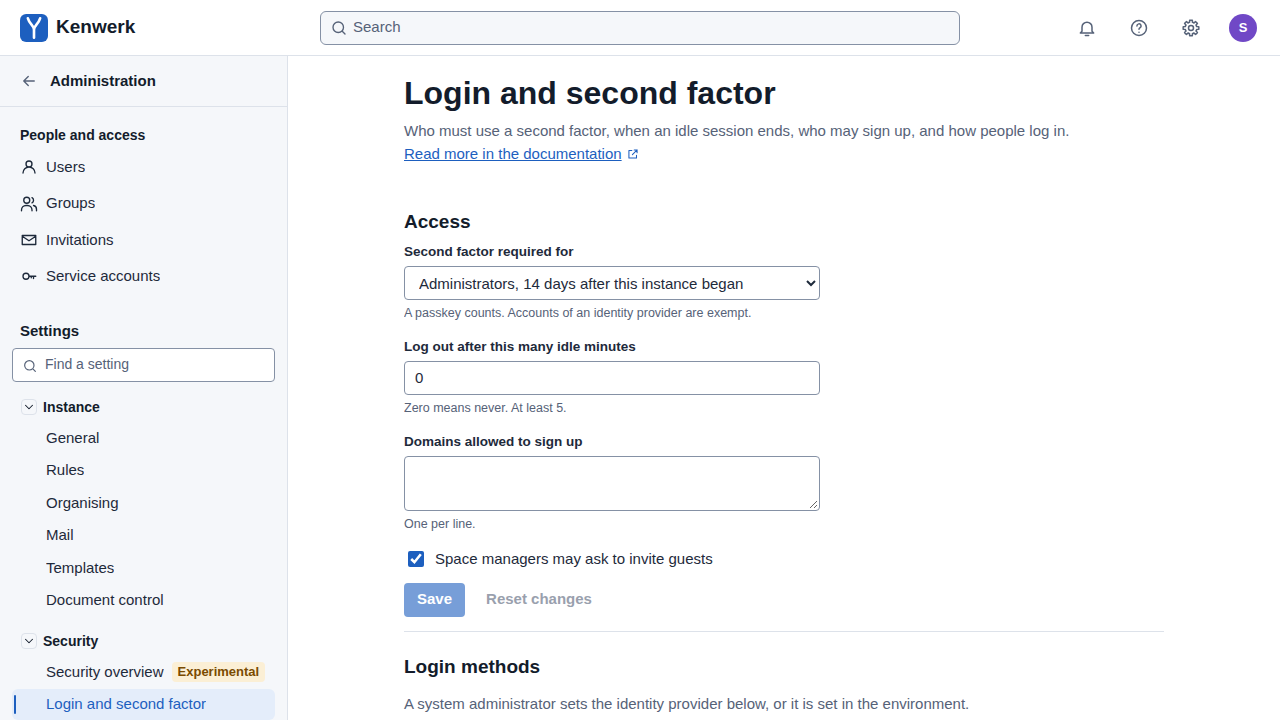 Kenwerk
Search
S
Administration
People and access
Users
Groups
Invitations
Service accounts
Settings
Find a setting
Instance
General
Rules
Organising
Mail
Templates
Document control
Security
Security overview Experimental
Login and second factor
Login and second factor
Who must use a second factor, when an idle session ends, who may sign up, and how people log in.
Read more in the documentation
Access
Second factor required for
Administrators, 14 days after this instance began
A passkey counts. Accounts of an identity provider are exempt.
Log out after this many idle minutes
0
Zero means never. At least 5.
Domains allowed to sign up
One per line.
Space managers may ask to invite guests
Save Reset changes
Login methods
A system administrator sets the identity provider below, or it is set in the environment.